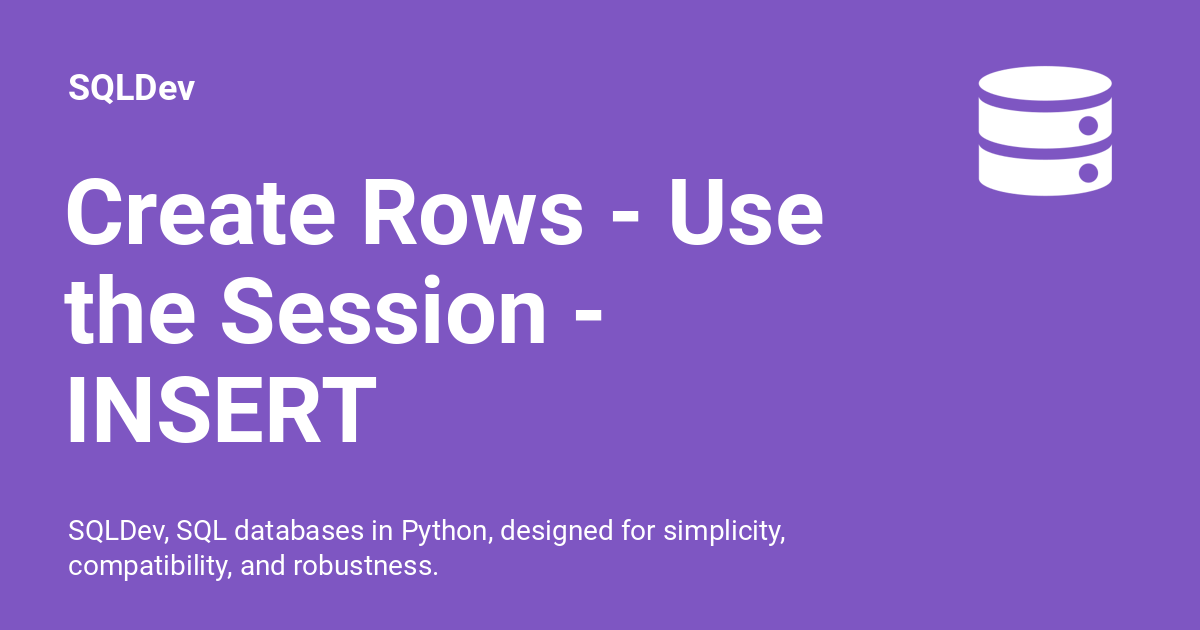 SQLDev
Create Rows - Use
the Session -
INSERT
SQLDev, SQL databases in Python, designed for simplicity,
compatibility, and robustness.